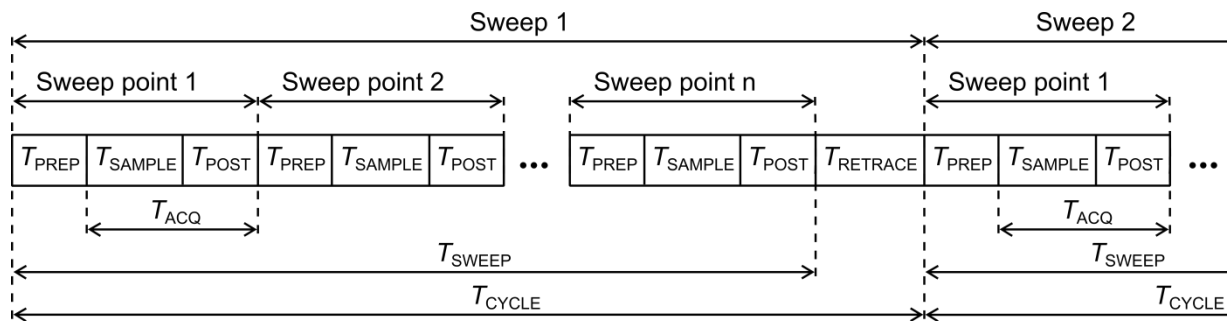 Sweep 1 Sweep 2
Sweep point 1 Sweep point 2 Sweep point n Sweep point 1
TPREP TSAMPLE TPOST TPREP TSAMPLE TPOST ••• TPREP TSAMPLE TPOST TRETRACE TPREP TSAMPLE TPOST •••
TACQ TACQ
TSWEEP TSWEEP
TCYCLE TCYCLE